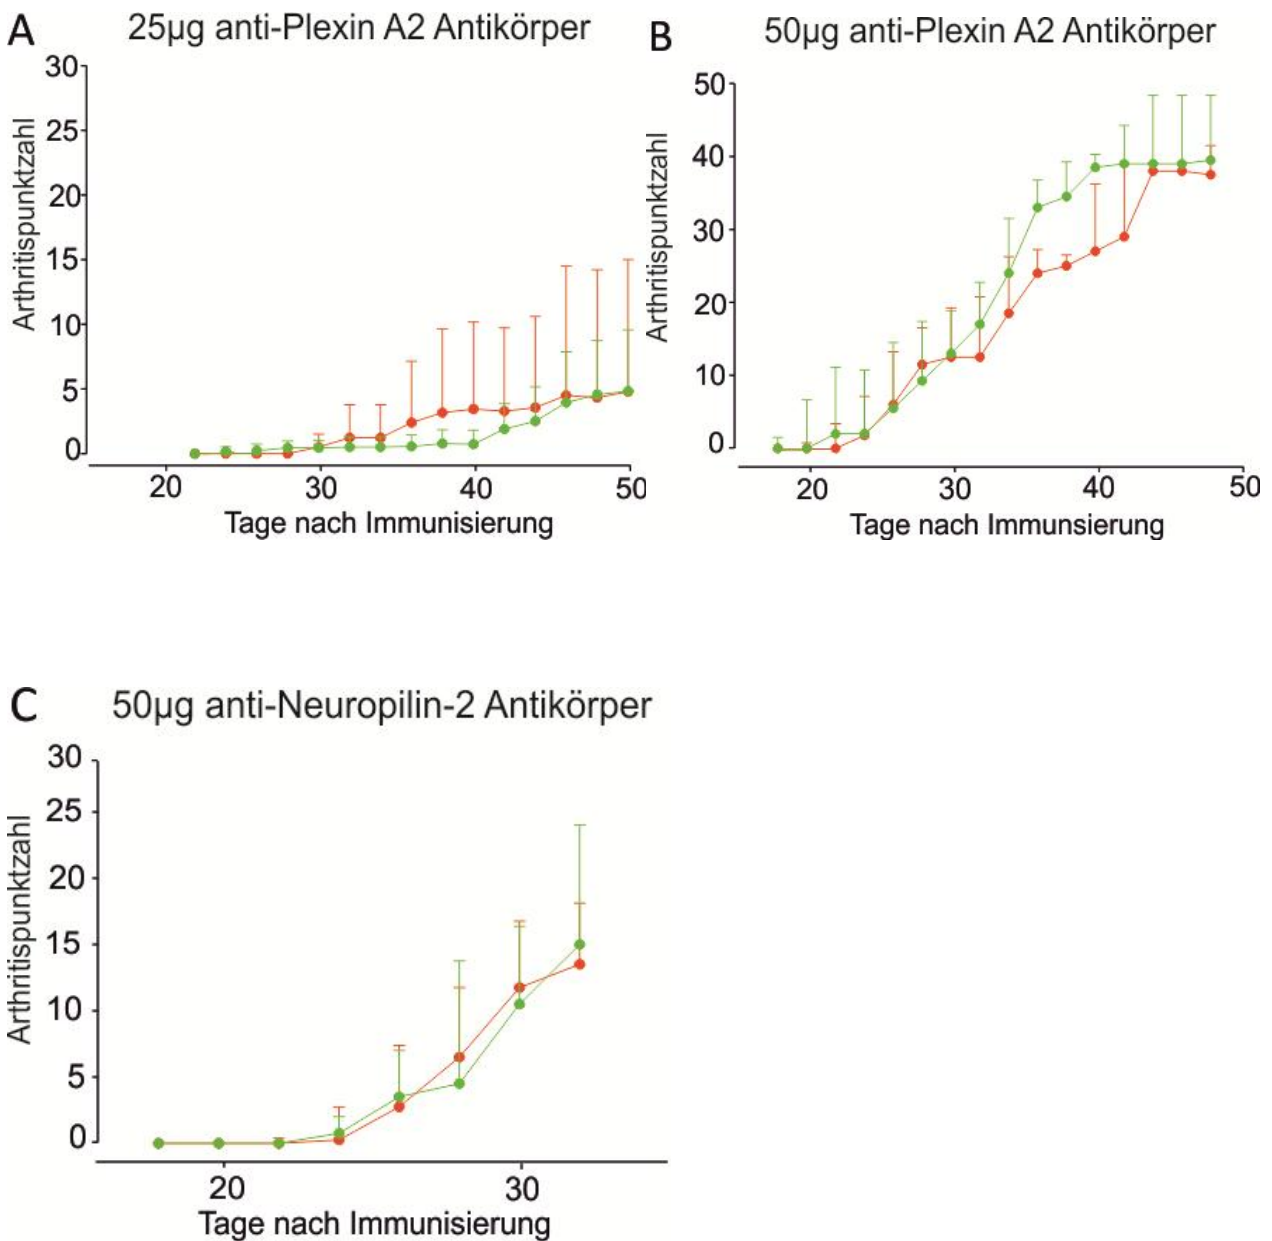 A
25µg anti-Plexin A2 Antikörper
30
25
20
15
10
5
0
Arthritispunktzahl
20 30 40 50
Tage nach Immunisierung
B
50µg anti-Plexin A2 Antikörper
50
40
30
20
10
0
Arthritispunktzahl
20 30 40 50
Tage nach Immunsierung
C
50µg anti-Neuropilin-2 Antikörper
30
25
20
15
10
5
0
Arthritispunktzahl
20 30
Tage nach Immunisierung